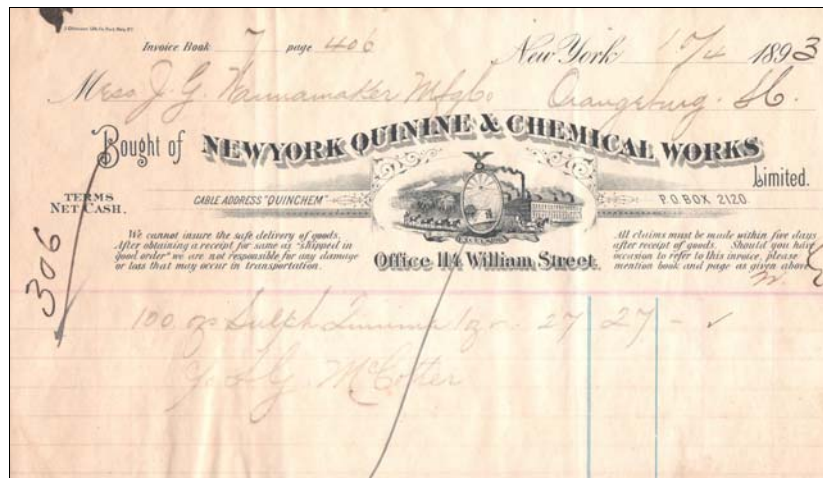 Invoice Book 7 page 406
New York 10/4 1893
Mess. J. G. Wannamaker Mfg Co. Orangeburg. SC.
Bought of NEW YORK QUININE & CHEMICAL WORKS
Limited.
TERMS
NET CASH.
CABLE ADDRESS "QUINCHEM"
P.O. BOX 2120.
We cannot insure the safe delivery of goods.
After obtaining a receipt for same as "shipped in
good order" we are not responsible for any damage
or loss that may occur in transportation.
Office 114 William Street.
All claims must be made within five days
after receipt of goods. Should you have
occasion to refer to this invoice, please
mention book and page as given above
306
100 oz Sulph 27 27 -
McCotter